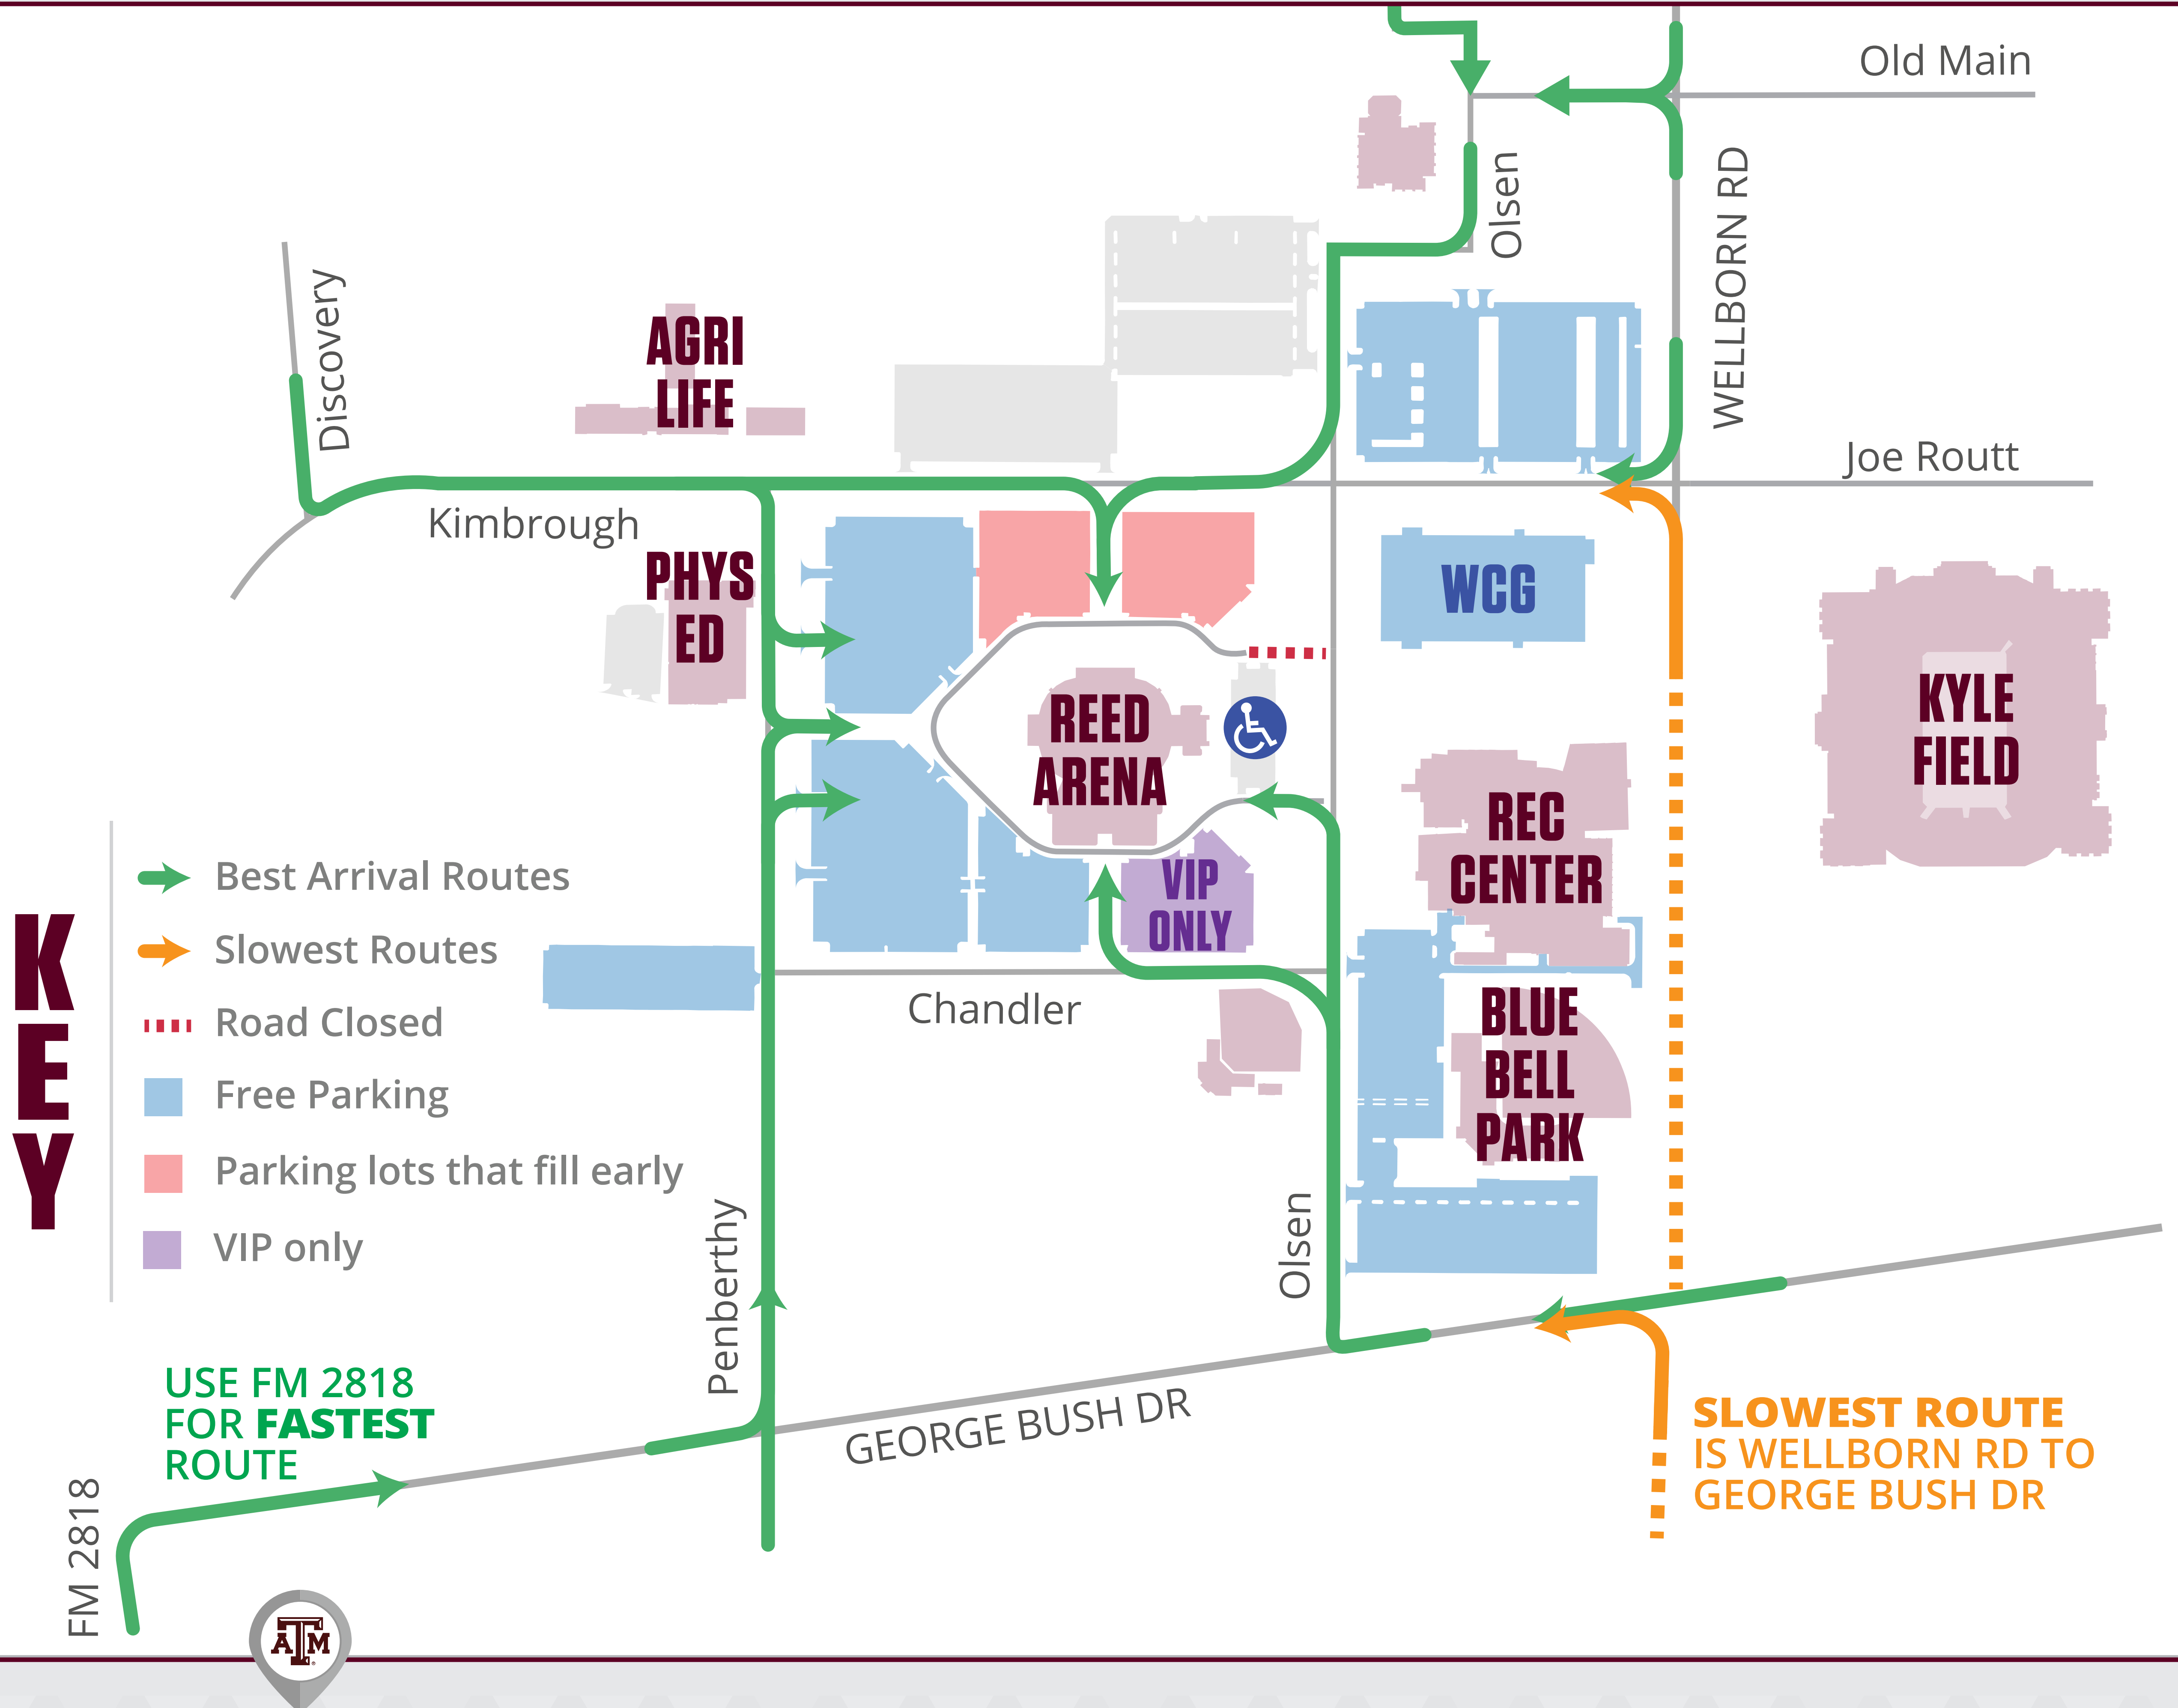 Old Main
Olsen
WELLBORN RD
Discovery
AGRI
LIFE
Joe Routt
Kimbrough
PHYS
ED
WCG
REED
ARENA
KYLE
FIELD
REC
CENTER
VIP
ONLY
KEY
Best Arrival Routes
Slowest Routes
Road Closed
Free Parking
Parking lots that fill early
VIP only
Chandler
BLUE
BELL
PARK
Penberthy
Olsen
GEORGE BUSH DR
USE FM 2818
FOR FASTEST
ROUTE
FM 2818
SLOWEST ROUTE
IS WELLBORN RD TO
GEORGE BUSH DR
ATM